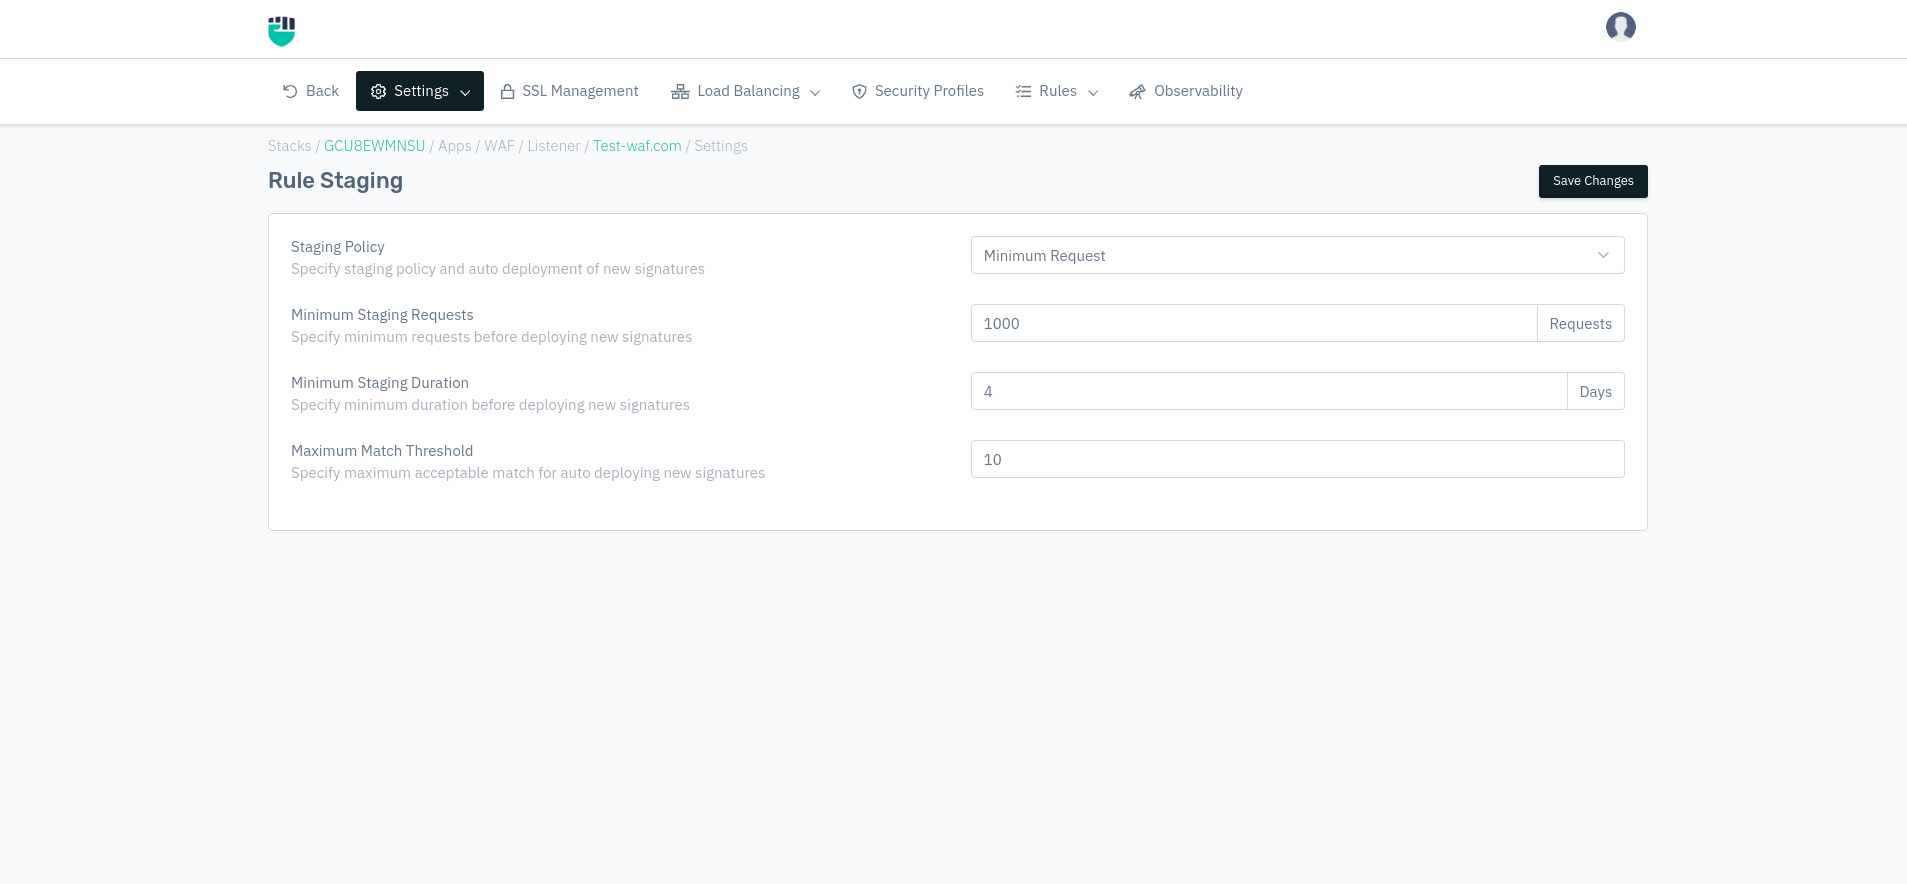 Back Settings SSL Management Load Balancing Security Profiles Rules Observability
Stacks / GCU8EWMNSU / Apps / WAF / Listener / Test-waf.com / Settings
Rule Staging
Save Changes
Staging Policy
Specify staging policy and auto deployment of new signatures
Minimum Request
Minimum Staging Requests
Specify minimum requests before deploying new signatures
1000 Requests
Minimum Staging Duration
Specify minimum duration before deploying new signatures
4 Days
Maximum Match Threshold
Specify maximum acceptable match for auto deploying new signatures
10